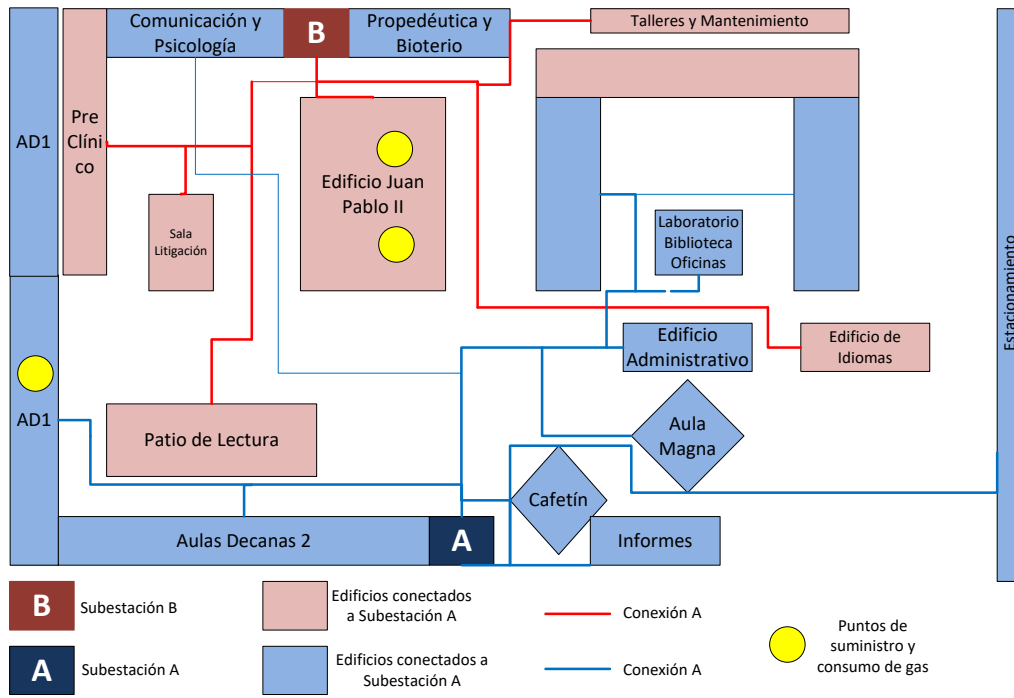 Comunicación y
Psicología
B
Propedéutica y
Bioterio
Talleres y Mantenimiento
AD1
Pre
Clíni
co
Edificio Juan
Pablo II
Sala
Litigación
Laboratorio
Biblioteca
Oficinas
Estacionamiento
Edificio
Administrativo
Edificio de
Idiomas
AD1
Patio de Lectura
Aula
Magna
Cafetín
Aulas Decanas 2
A
Informes
B
Subestación B
Edificios conectados
a Subestación A
Conexión A
Puntos de
suministro y
consumo de gas
A
Subestación A
Edificios conectados a
Subestación A
Conexión A